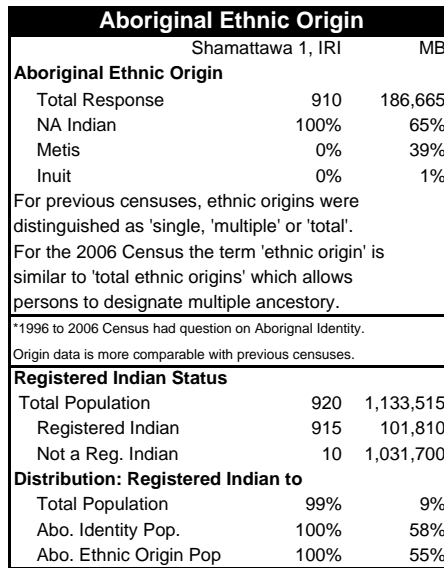 Aboriginal Ethnic Origin
Shamattawa 1, IRI MB
Aboriginal Ethnic Origin
Total Response 910 186,665
NA Indian 100% 65%
Metis 0% 39%
Inuit 0% 1%
For previous censuses, ethnic origins were
distinguished as 'single, 'multiple' or 'total'.
For the 2006 Census the term 'ethnic origin' is
similar to 'total ethnic origins' which allows
persons to designate multiple ancestory.
*1996 to 2006 Census had question on Aborignal Identity.
Origin data is more comparable with previous censuses.
Registered Indian Status
Total Population 920 1,133,515
Registered Indian 915 101,810
Not a Reg. Indian 10 1,031,700
Distribution: Registered Indian to
Total Population 99% 9%
Abo. Identity Pop. 100% 58%
Abo. Ethnic Origin Pop 100% 55%